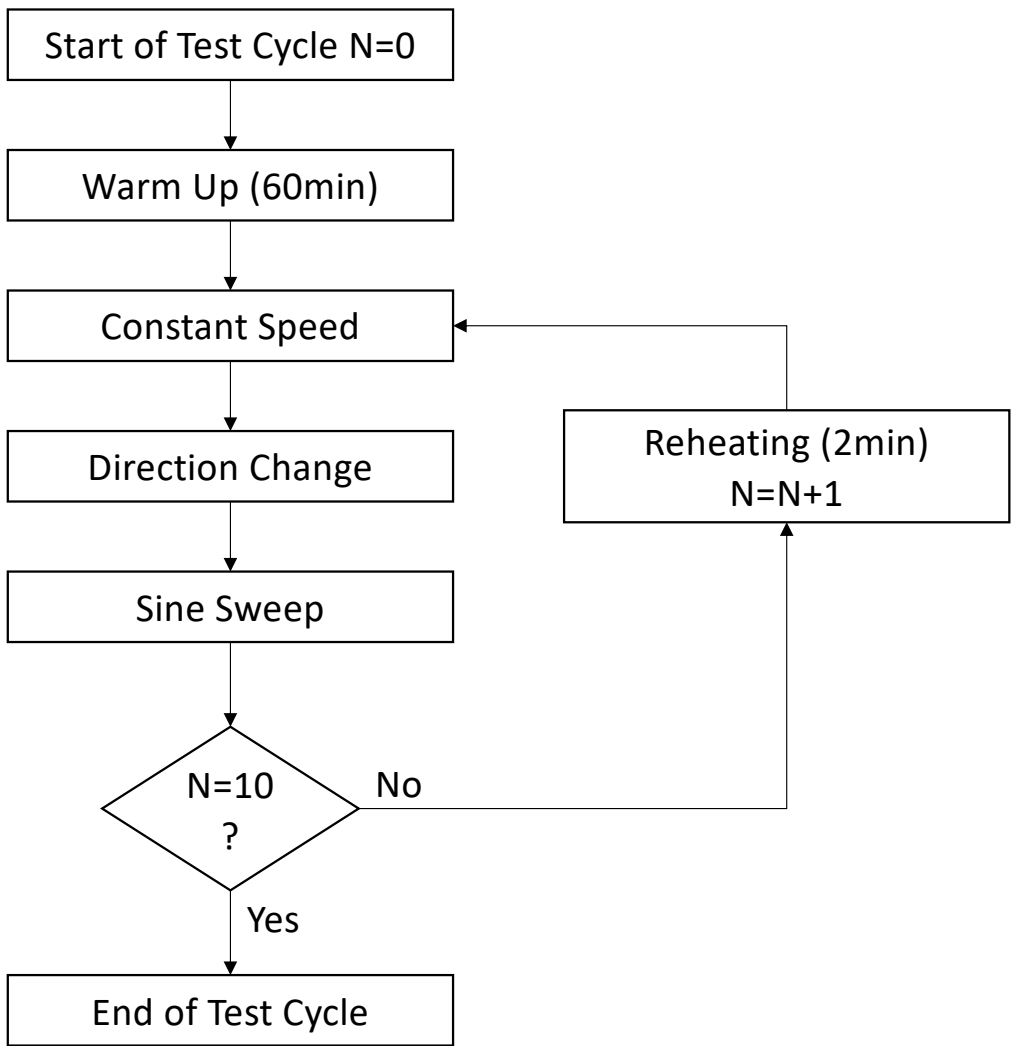 Start of Test Cycle N=0
Warm Up (60min)
Constant Speed
Direction Change
Reheating (2min)
N=N+1
Sine Sweep
N=10
?
No
Yes
End of Test Cycle